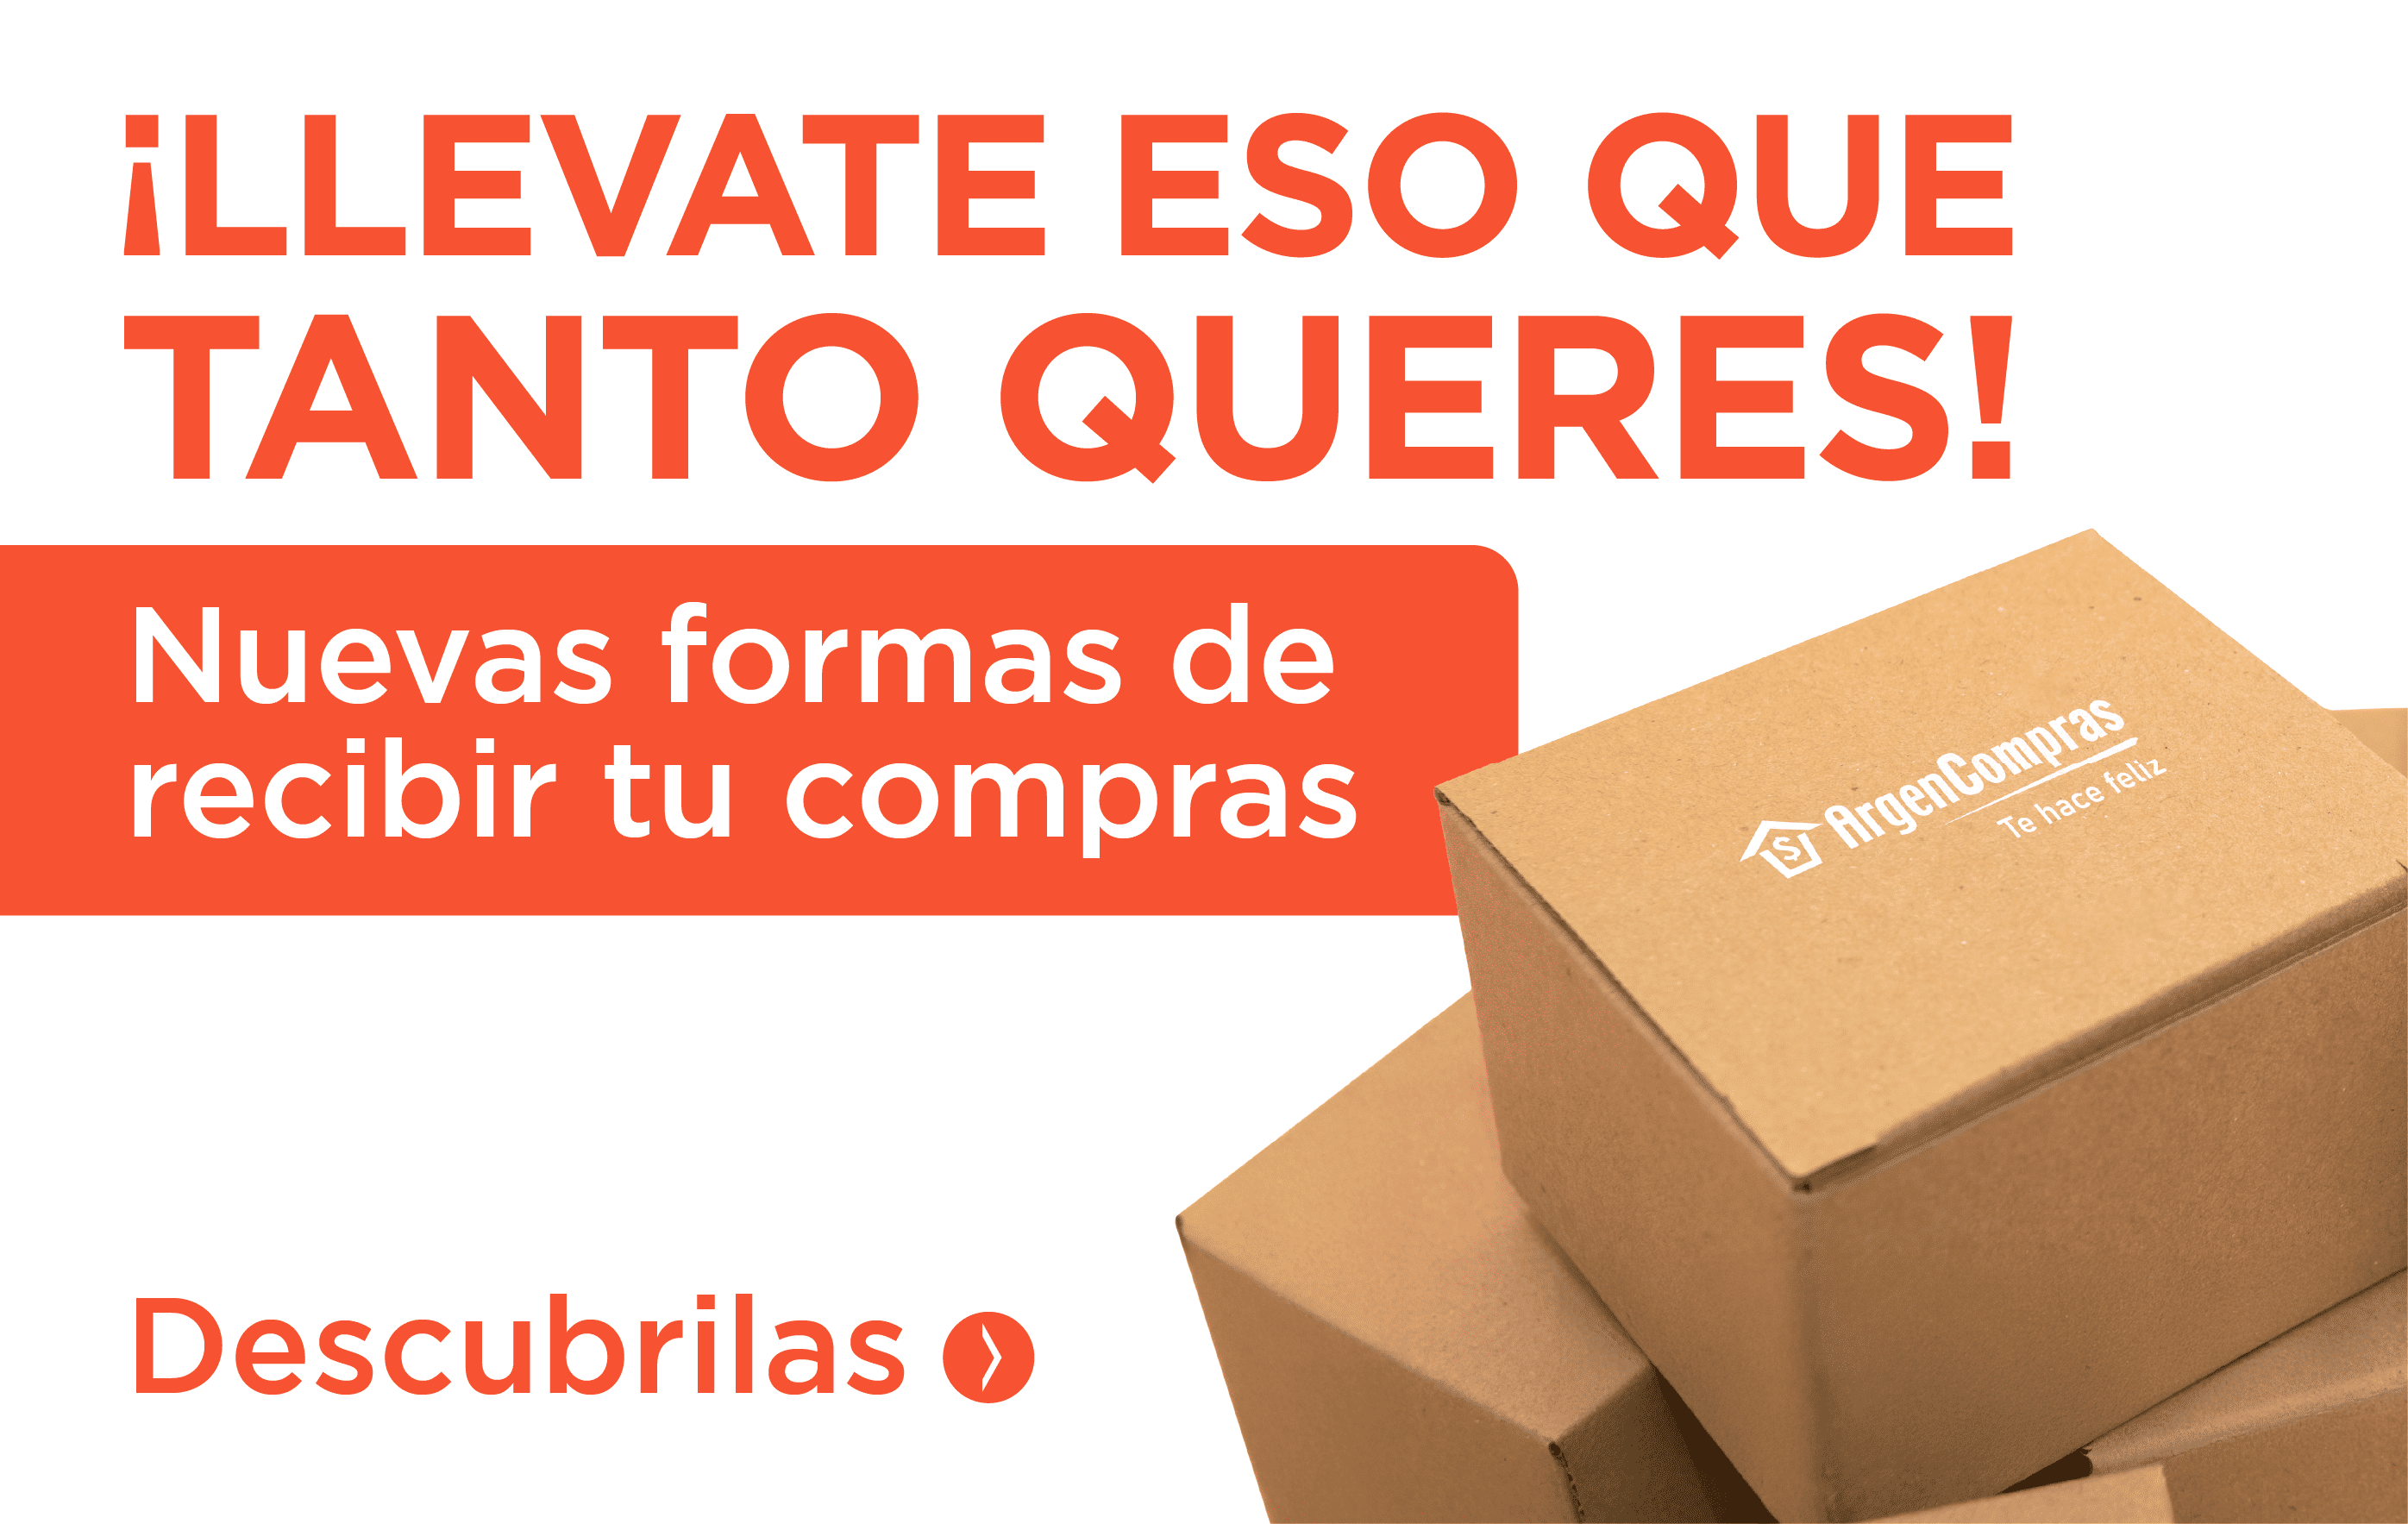 ¡LLEVATE ESO QUE
TANTO QUERES!
Nuevas formas de
recibir tu compras
ArgenCompras
Te hace feliz
Descubrilas